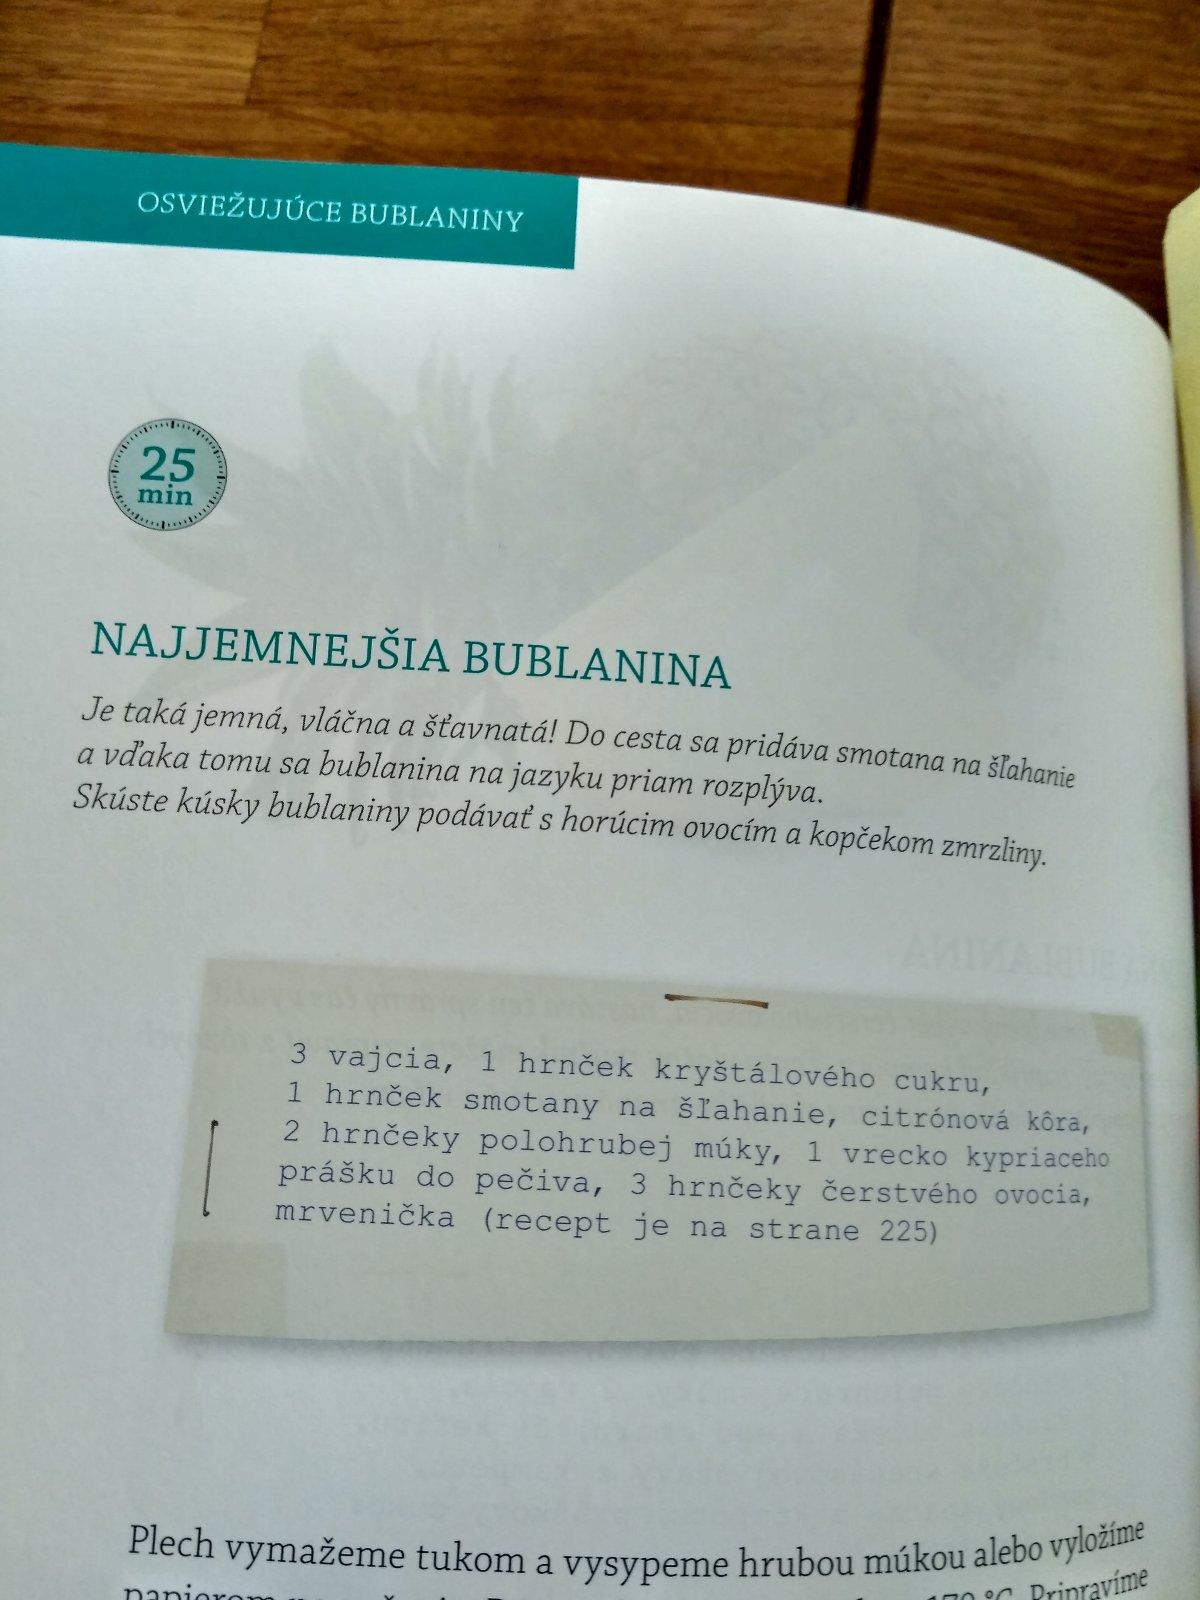 OSVIEŽUJÚCE BUBLANINY
25
min
NAJJEMNEJŠIA BUBLANINA
Je taká jemná, vláčna a šťavnatá! Do cesta sa pridáva smotana na šľahanie
a vďaka tomu sa bublanina na jazyku priam rozplýva.
Skúste kúsky bublaniny podávať s horúcim ovocím a kopčekom zmrzliny.
3 vajcia, 1 hrnček kryštálového cukru,
1 hrnček smotany na šľahanie, citrónová kôra,
2 hrnčeky polohrubej múky, 1 vrecko kypriaceho
prášku do pečiva, 3 hrnčeky čerstvého ovocia,
mrvenička (recept je na strane 225)
Plech vymažeme tukom a vysypeme hrubou múkou alebo vyložíme
papierom 170 °C. Pripravíme